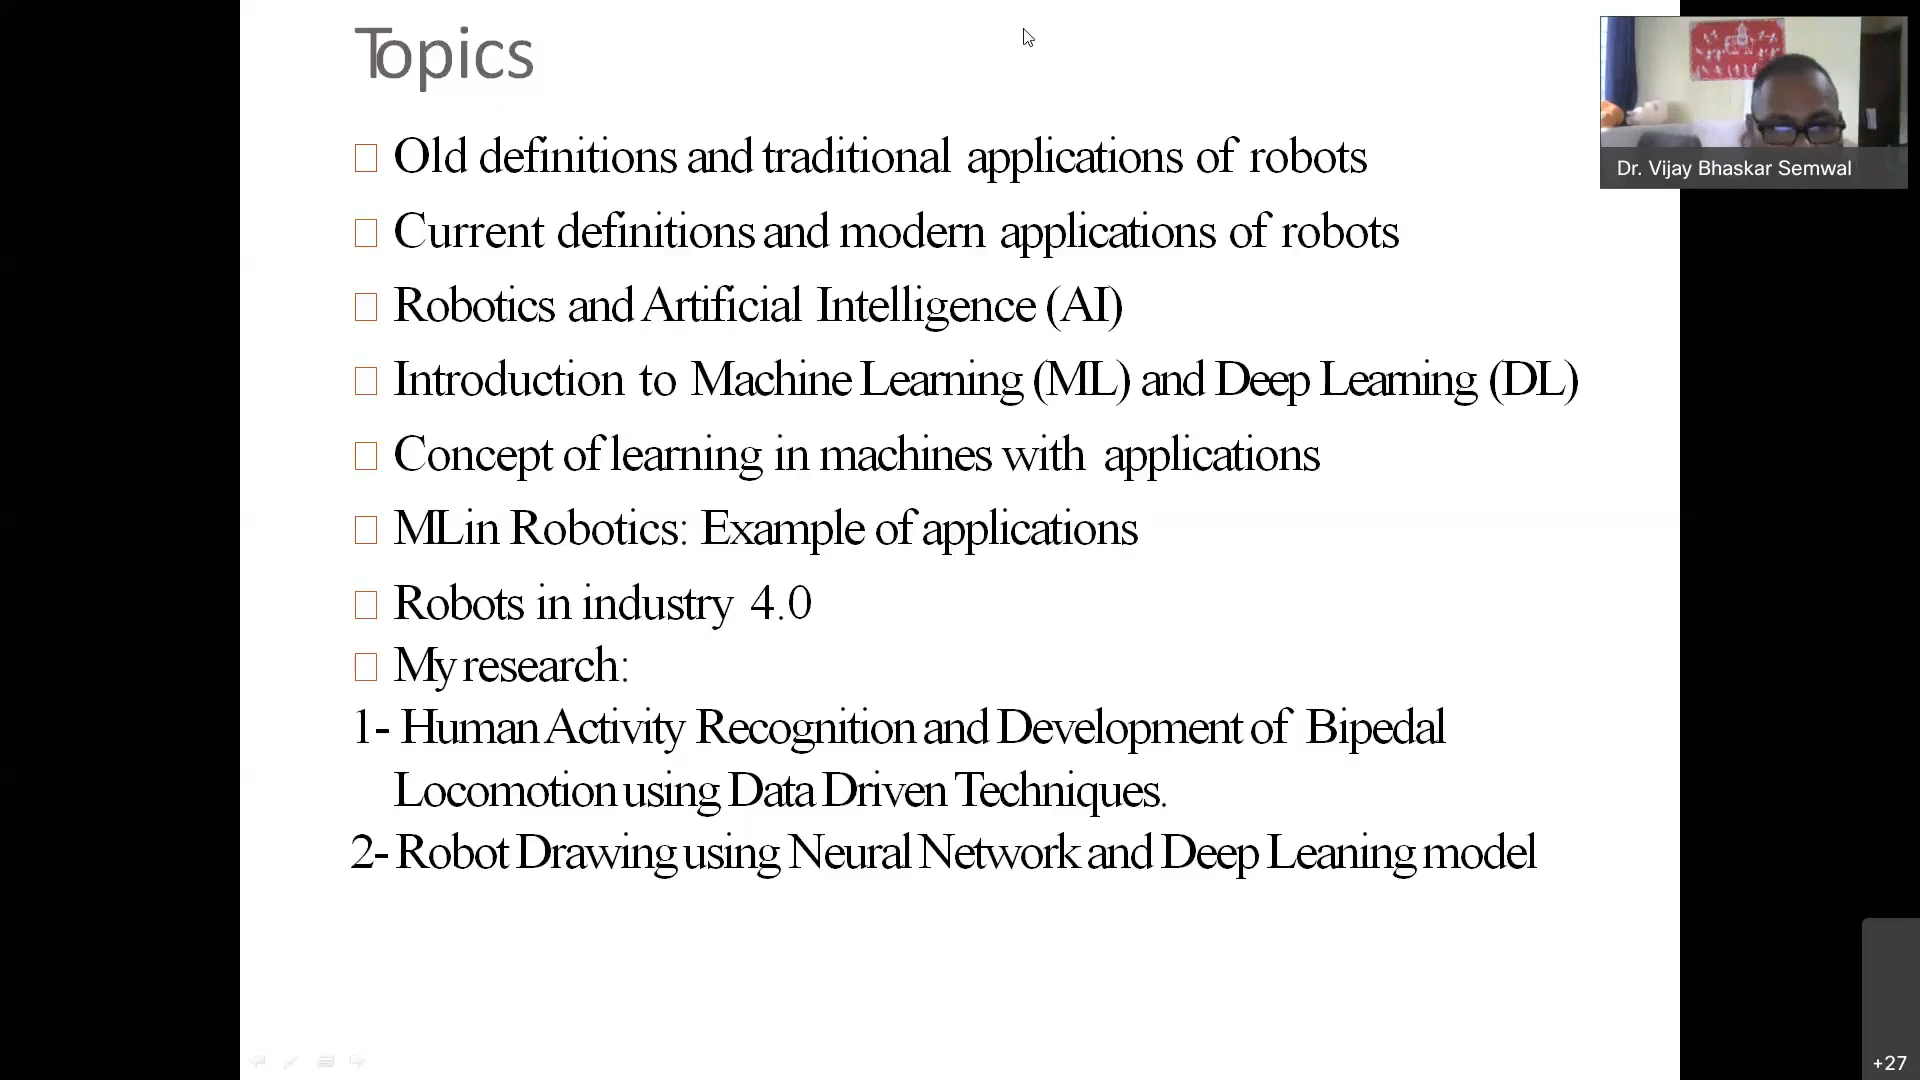 Topics
Old definitions and traditional applications of robots
Current definitions and modern applications of robots
Robotics and Artificial Intelligence (AI)
Introduction to Machine Learning (ML) and Deep Learning (DL)
Concept of learning in machines with applications
MLin Robotics: Example of applications
Robots in industry 4.0
My research:
1- Human Activity Recognition and Development of Bipedal
Locomotion using Data Driven Techniques.
2- Robot Drawing using Neural Network and Deep Leaning model
Dr. Vijay Bhaskar Semwal
+27